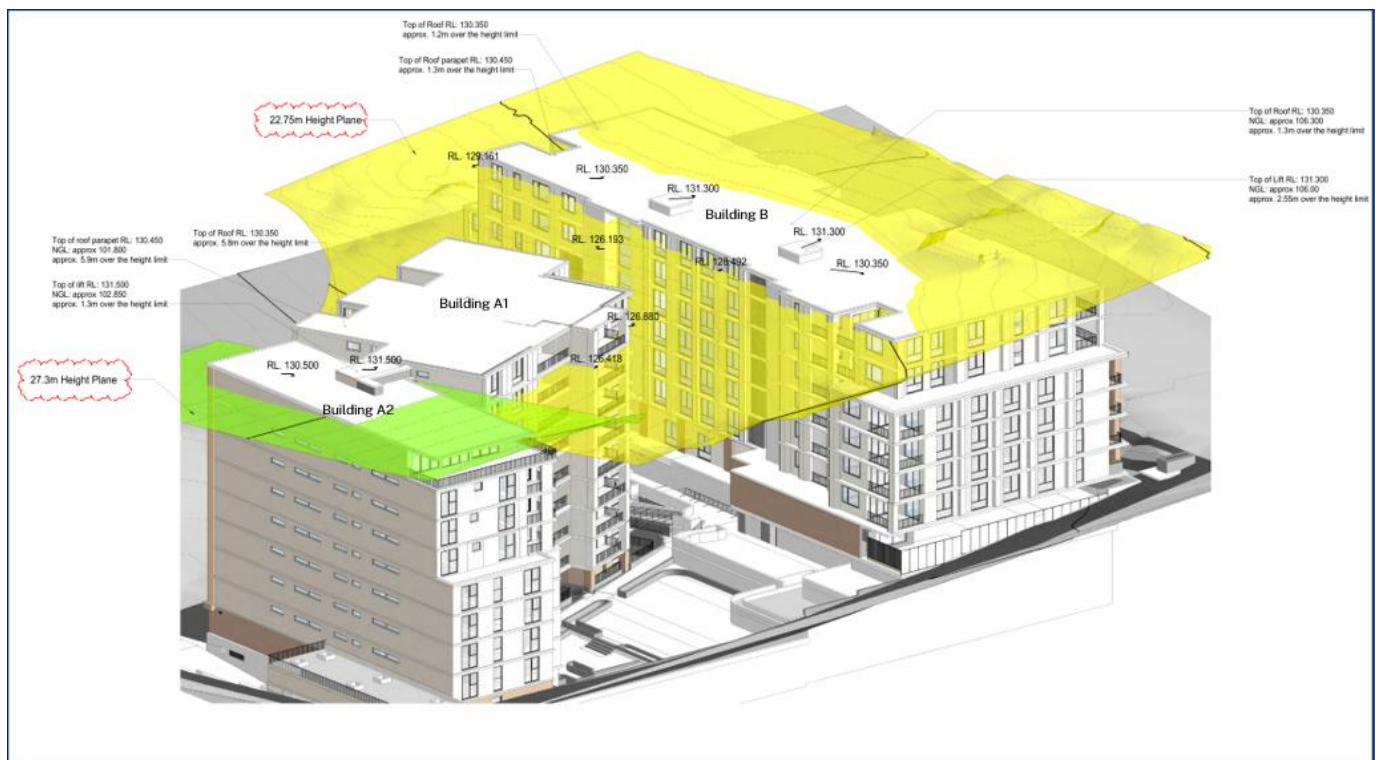 Top of Roof RL: 130.350
approx. 1.2m over the height limit
Top of Roof parapet RL: 130.450
approx. 1.3m over the height limit
22.75m Height Plane
Top of Roof RL: 130.350
NGL: approx 106.300
approx. 1.3m over the height limit
RL. 129.161
RL. 130.350
Top of Lift RL: 131.300
NGL: approx 106.00
approx. 2.55m over the height limit
RL. 131.300
Building B
Top of Roof RL: 130.350
approx. 5.8m over the height limit
Top of roof parapet RL: 130.450
NGL: approx 101.800
approx. 5.9m over the height limit
RL. 131.300
RL. 126.193
RL. 128.492
RL. 130.350
Top of lift RL: 131.500
NGL: approx 102.850
approx. 1.3m over the height limit
Building A1
RL. 126.880
RL. 126.418
RL. 130.500
RL. 131.500
27.3m Height Plane
Building A2